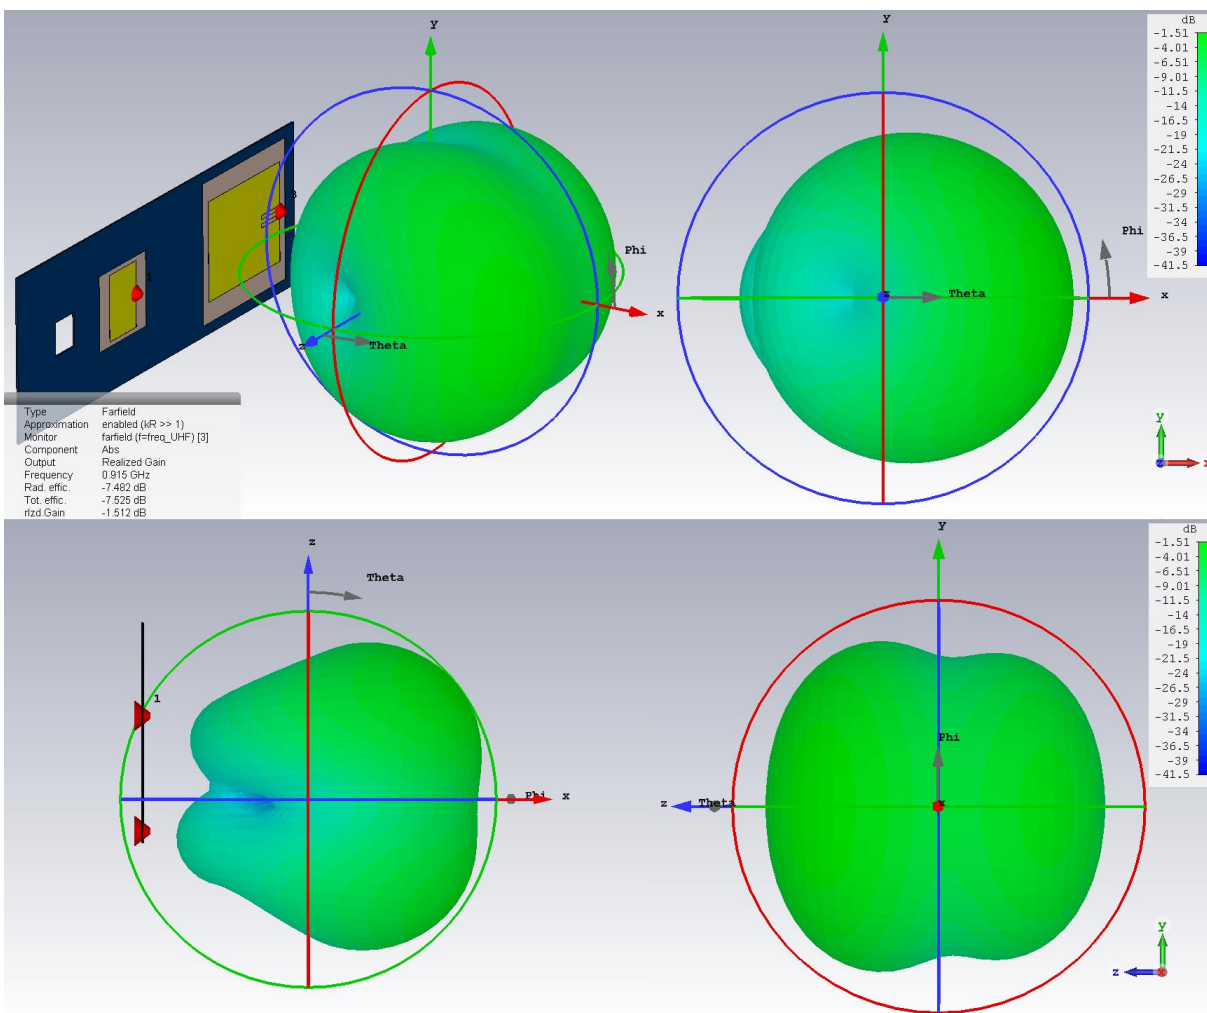 y
3
1
Phi
x
z
Theta
Type Farfield
Approximation enabled (kR >> 1)
Monitor farfield (f=freq_UHF) [3]
Component Abs
Output Realized Gain
Frequency 0.915 GHz
Rad. effic. -7.482 dB
Tot. effic. -7.525 dB
rlzd.Gain -1.512 dB
y
Phi
z
Theta
x
dB
-1.51
-4.01
-6.51
-9.01
-11.5
-14
-16.5
-19
-21.5
-24
-26.5
-29
-31.5
-34
-36.5
-39
-41.5
y
z
x
z
Theta
1
Phi
x
y
Phi
z
Theta
x
dB
-1.51
-4.01
-6.51
-9.01
-11.5
-14
-16.5
-19
-21.5
-24
-26.5
-29
-31.5
-34
-36.5
-39
-41.5
y
z
x